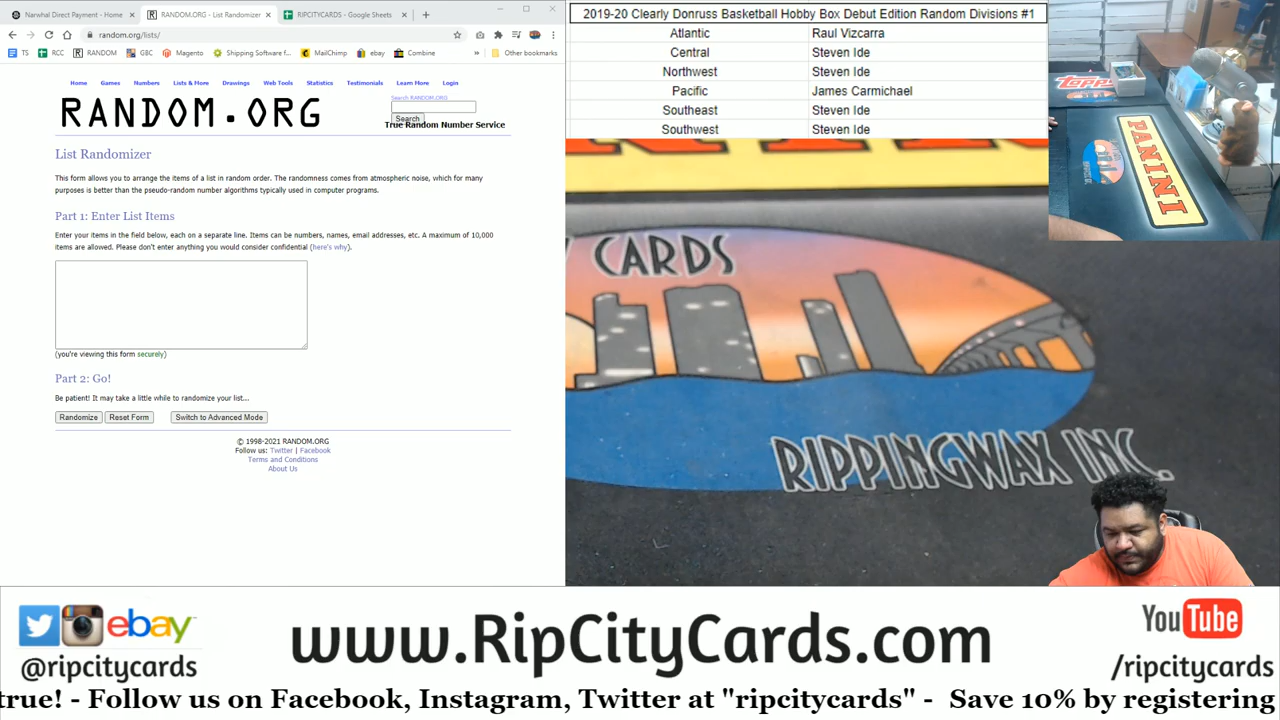 Narwhal Direct Payment - Home
RANDOM.ORG - List Randomizer
RIPCITYCARDS - Google Sheets
random.org/lists/
TS
RCC
RANDOM
GBC
Magento
Shipping Software f...
MailChimp
ebay
Combine
Other bookmarks
Home
Games
Numbers
Lists & More
Drawings
Web Tools
Statistics
Testimonials
Learn More
Login
RANDOM.ORG
Search RANDOM.ORG
Search
True Random Number Service
List Randomizer
This form allows you to arrange the items of a list in random order. The randomness comes from atmospheric noise, which for many
purposes is better than the pseudo-random number algorithms typically used in computer programs.
Part 1: Enter List Items
Enter your items in the field below, each on a separate line. Items can be numbers, names, email addresses, etc. A maximum of 10,000
items are allowed. Please don't enter anything you would consider confidential (here's why).
(you're viewing this form securely)
Part 2: Go!
Be patient! It may take a little while to randomize your list...
Randomize
Reset Form
Switch to Advanced Mode
© 1998-2021 RANDOM.ORG
Follow us: Twitter | Facebook
Terms and Conditions
About Us
2019-20 Clearly Donruss Basketball Hobby Box Debut Edition Random Divisions #1
Atlantic Raul Vizcarra
Central Steven Ide
Northwest Steven Ide
Pacific James Carmichael
Southeast Steven Ide
Southwest Steven Ide
Topps
PANINI
CARDS
RIPPINGWAX INC.
ebay
@ripcitycards
www.RipCityCards.com
YouTube
/ripcitycards
true! - Follow us on Facebook, Instagram, Twitter at "ripcitycards" - Save 10% by registering